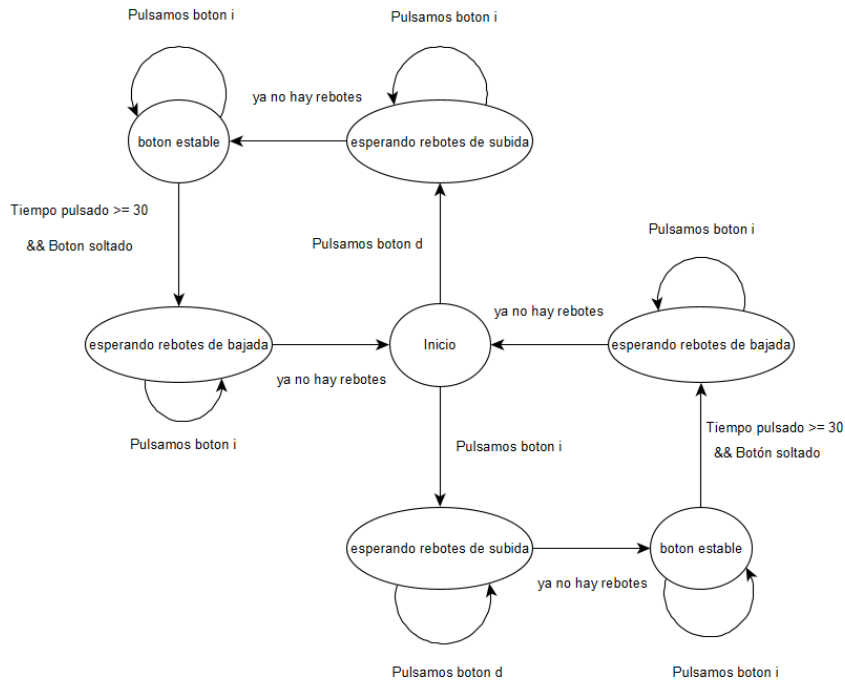 Pulsamos boton i
Pulsamos boton i
ya no hay rebotes
boton estable
esperando rebotes de subida
Tiempo pulsado >= 30
&& Boton soltado
Pulsamos boton d
Pulsamos boton i
ya no hay rebotes
esperando rebotes de bajada
Inicio
esperando rebotes de bajada
ya no hay rebotes
Pulsamos boton i
Pulsamos boton i
Tiempo pulsado >= 30
&& Botón soltado
esperando rebotes de subida
boton estable
ya no hay rebotes
Pulsamos boton d
Pulsamos boton i